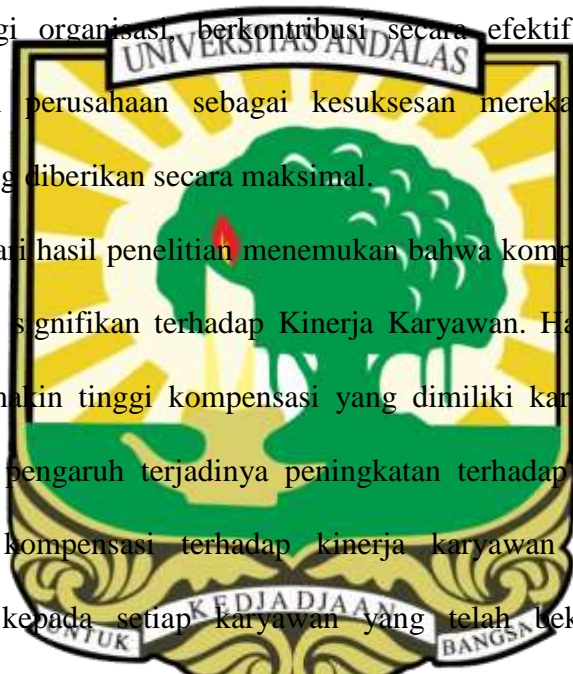 gi organisasi, berkontribusi secara efektif
UNIVERSITAS ANDALAS
perusahaan sebagai kesuksesan mereka
g diberikan secara maksimal.
ari hasil penelitian menemukan bahwa komp
signifikan terhadap Kinerja Karyawan. Ha
makin tinggi kompensasi yang dimiliki kar
pengaruh terjadinya peningkatan terhadap
kompensasi terhadap kinerja karyawan
kepada setiap karyawan yang telah bek
UNTUK KEDJADJAAN BANGSA